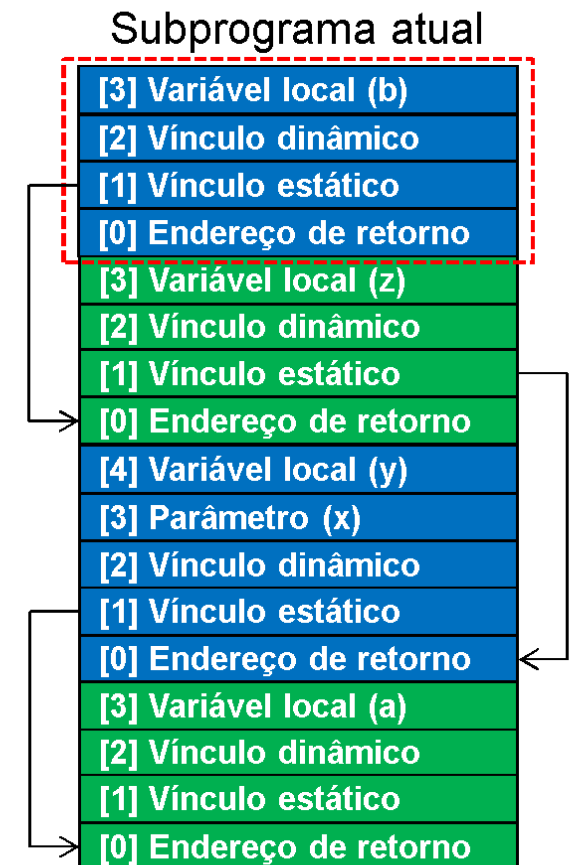 Subprograma atual
[3] Variável local (b)
[2] Vínculo dinâmico
[1] Vínculo estático
[0] Endereço de retorno
[3] Variável local (z)
[2] Vínculo dinâmico
[1] Vínculo estático
[0] Endereço de retorno
[4] Variável local (y)
[3] Parâmetro (x)
[2] Vínculo dinâmico
[1] Vínculo estático
[0] Endereço de retorno
[3] Variável local (a)
[2] Vínculo dinâmico
[1] Vínculo estático
[0] Endereço de retorno